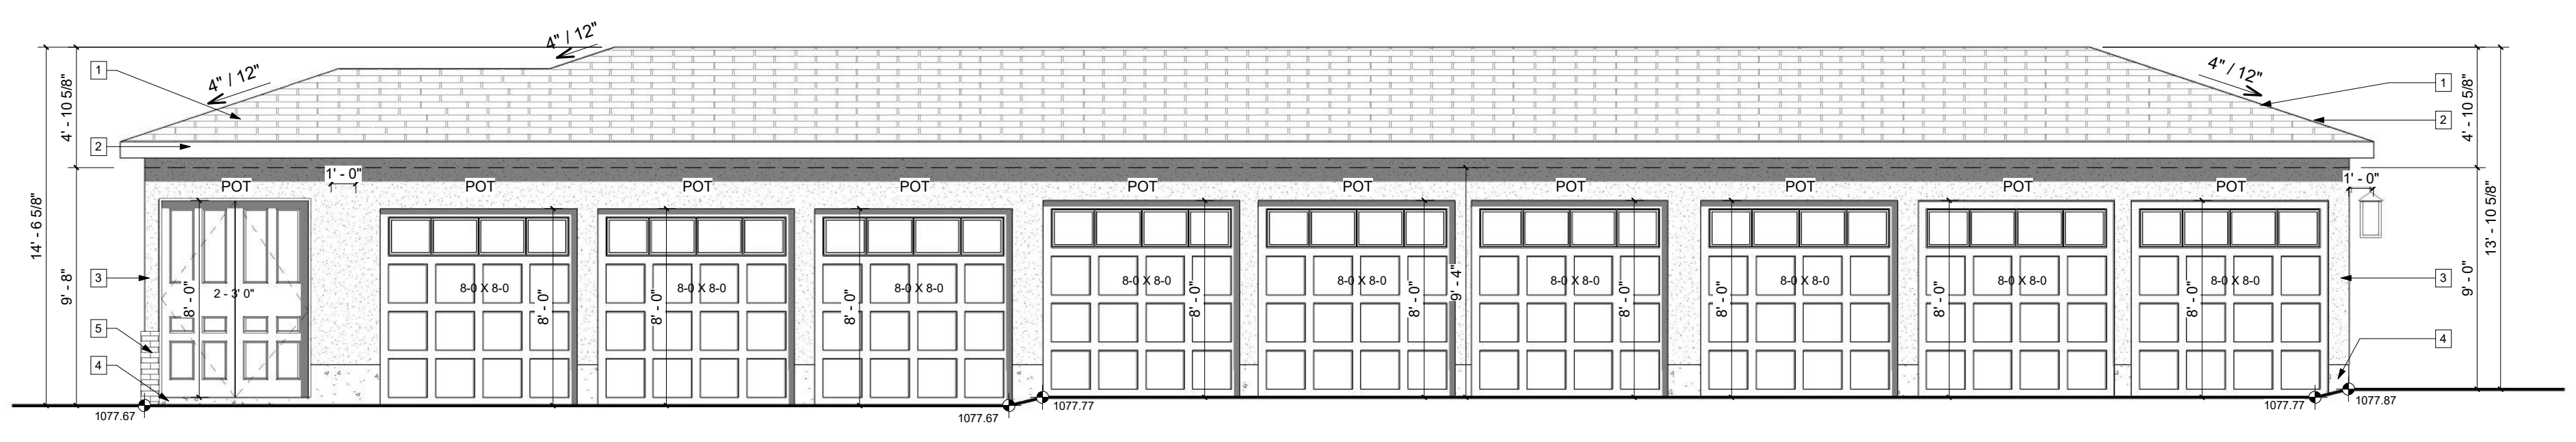 4" / 12"
4" / 12"
4" / 12"
1
1
2
2
4' - 10 5/8"
4' - 10 5/8"
14' - 6 5/8"
13' - 10 5/8"
9' - 8"
9' - 0"
1' - 0"
1' - 0"
POT POT POT POT POT POT POT POT POT POT
3
3
5
4
4
2 - 3' 0"
8' - 0"
8-0 X 8-0
8' - 0"
8-0 X 8-0
8' - 0"
8-0 X 8-0
8' - 0"
8-0 X 8-0
8' - 0"
8-0 X 8-0
8' - 0"
9' - 4"
8-0 X 8-0
8' - 0"
8-0 X 8-0
8' - 0"
8-0 X 8-0
8' - 0"
8-0 X 8-0
8' - 0"
1077.67
1077.67
1077.77
1077.77
1077.87